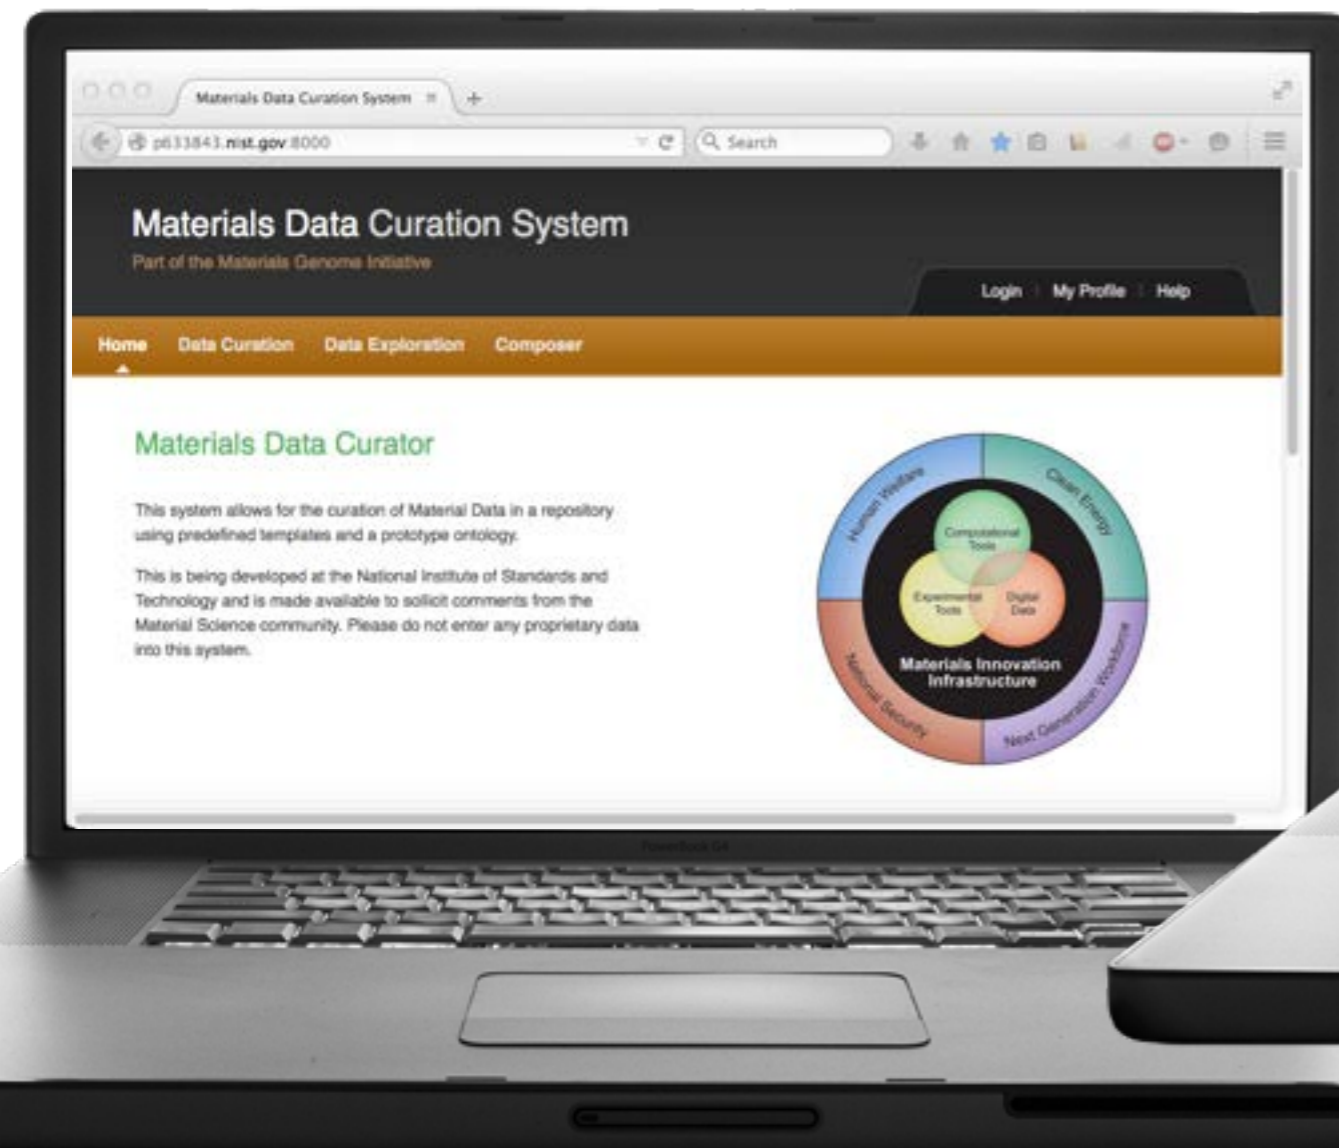 Materials Data Curation System
p633843.nist.gov:8000
Search
Materials Data Curation System
Part of the Materials Genome Initiative
Login My Profile Help
Home Data Curation Data Exploration Composer
Materials Data Curator
This system allows for the curation of Material Data in a repository
using predefined templates and a prototype ontology.
This is being developed at the National Institute of Standards and
Technology and is made available to sollicit comments from the
Material Science community. Please do not enter any proprietary data
into this system.
Human Welfare
Clean Energy
Computational
Tools
Experimental
Tools
Digital
Data
Materials Innovation
Infrastructure
National Security
Next Generation Workforce
PowerBook G4